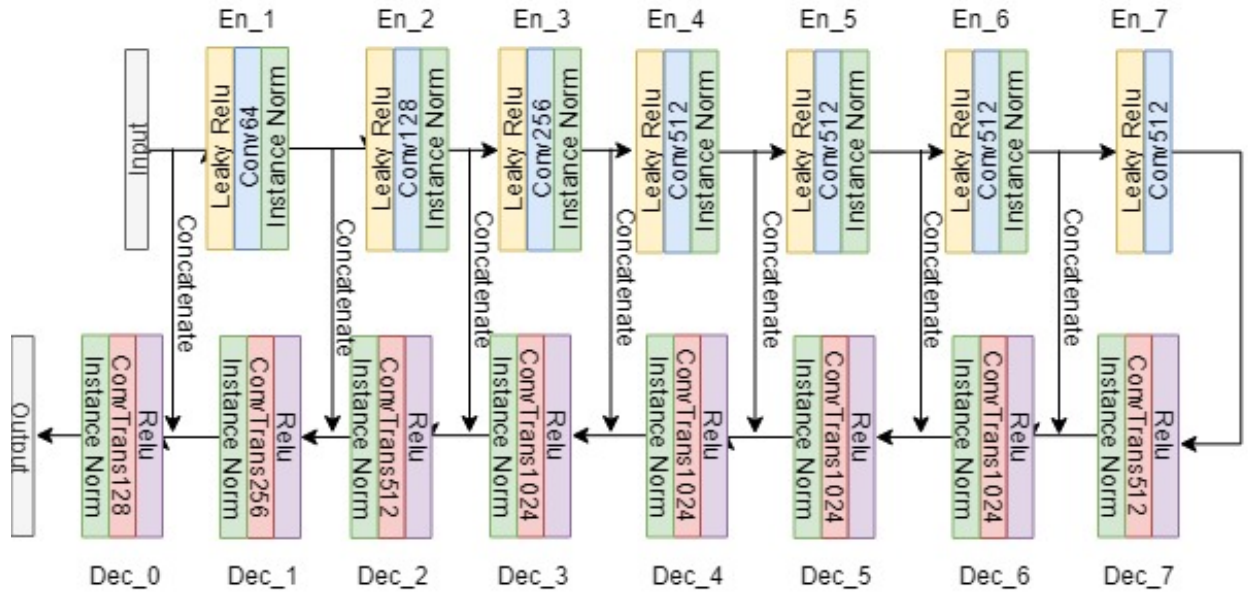 En_1
En_2
En_3
En_4
En_5
En_6
En_7
Input
Leaky Relu
Conv64
Instance Norm
Leaky Relu
Conv128
Instance Norm
Leaky Relu
Conv256
Instance Norm
Leaky Relu
Conv512
Instance Norm
Leaky Relu
Conv512
Instance Norm
Leaky Relu
Conv512
Instance Norm
Leaky Relu
Conv512
Concatenate
Concatenate
Concatenate
Concatenate
Concatenate
Concatenate
Concatenate
Output
Instance Norm
ConvTrans128
Relu
Instance Norm
ConvTrans256
Relu
Instance Norm
ConvTrans512
Relu
Instance Norm
ConvTrans1024
Relu
Instance Norm
ConvTrans1024
Relu
Instance Norm
ConvTrans1024
Relu
Instance Norm
ConvTrans1024
Relu
Instance Norm
ConvTrans512
Relu
Dec_0
Dec_1
Dec_2
Dec_3
Dec_4
Dec_5
Dec_6
Dec_7